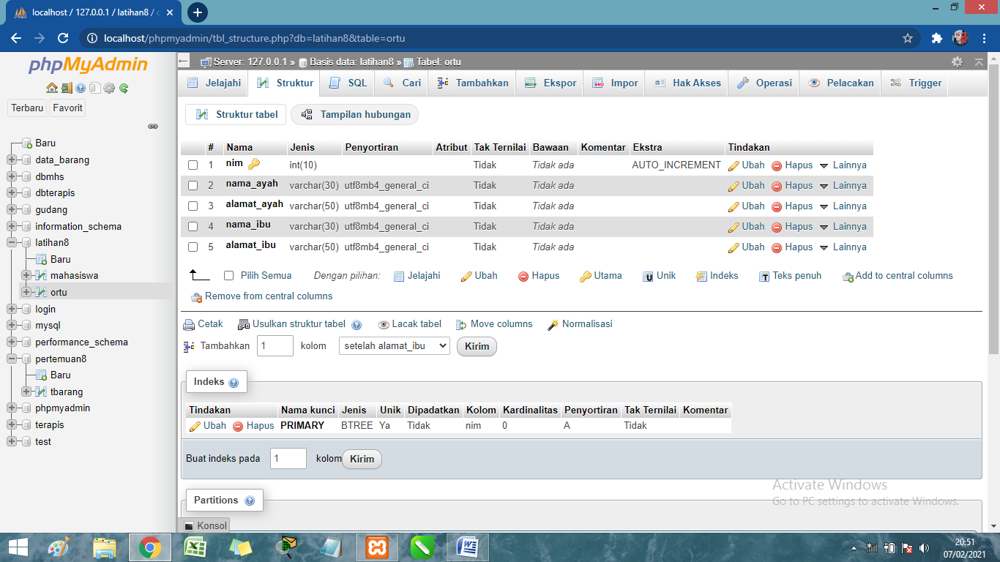 localhost / 127.0.0.1 / latihan8 /
localhost/phpmyadmin/tbl_structure.php?db=latihan8&table=ortu
phpMyAdmin
Terbaru Favorit
Baru
data_barang
dbmhs
dbterapis
gudang
information_schema
latihan8
Baru
mahasiswa
ortu
login
mysql
performance_schema
pertemuan8
Baru
tbarang
phpmyadmin
terapis
test
Server: 127.0.0.1 » Basis data: latihan8 » Tabel: ortu
Jelajahi Struktur SQL Cari Tambahkan Ekspor Impor Hak Akses Operasi Pelacakan Trigger
Struktur tabel Tampilan hubungan
# Nama Jenis Penyortiran Atribut Tak Ternilai Bawaan Komentar Ekstra Tindakan
1 nim int(10) Tidak Tidak ada AUTO_INCREMENT Ubah Hapus Lainnya
2 nama_ayah varchar(30) utf8mb4_general_ci Tidak Tidak ada Ubah Hapus Lainnya
3 alamat_ayah varchar(50) utf8mb4_general_ci Tidak Tidak ada Ubah Hapus Lainnya
4 nama_ibu varchar(30) utf8mb4_general_ci Tidak Tidak ada Ubah Hapus Lainnya
5 alamat_ibu varchar(50) utf8mb4_general_ci Tidak Tidak ada Ubah Hapus Lainnya
Pilih Semua Dengan pilihan: Jelajahi Ubah Hapus Utama Unik Indeks Teks penuh Add to central columns
Remove from central columns
Cetak Usulkan struktur tabel Lacak tabel Move columns Normalisasi
Tambahkan 1 kolom setelah alamat_ibu Kirim
Indeks
Tindakan Nama kunci Jenis Unik Dipadatkan Kolom Kardinalitas Penyortiran Tak Ternilai Komentar
Ubah Hapus PRIMARY BTREE Ya Tidak nim 0 A Tidak
Buat indeks pada 1 kolom Kirim
Partitions
Konsol
Activate Windows
Go to PC settings to activate Windows.
20:51
07/02/2021